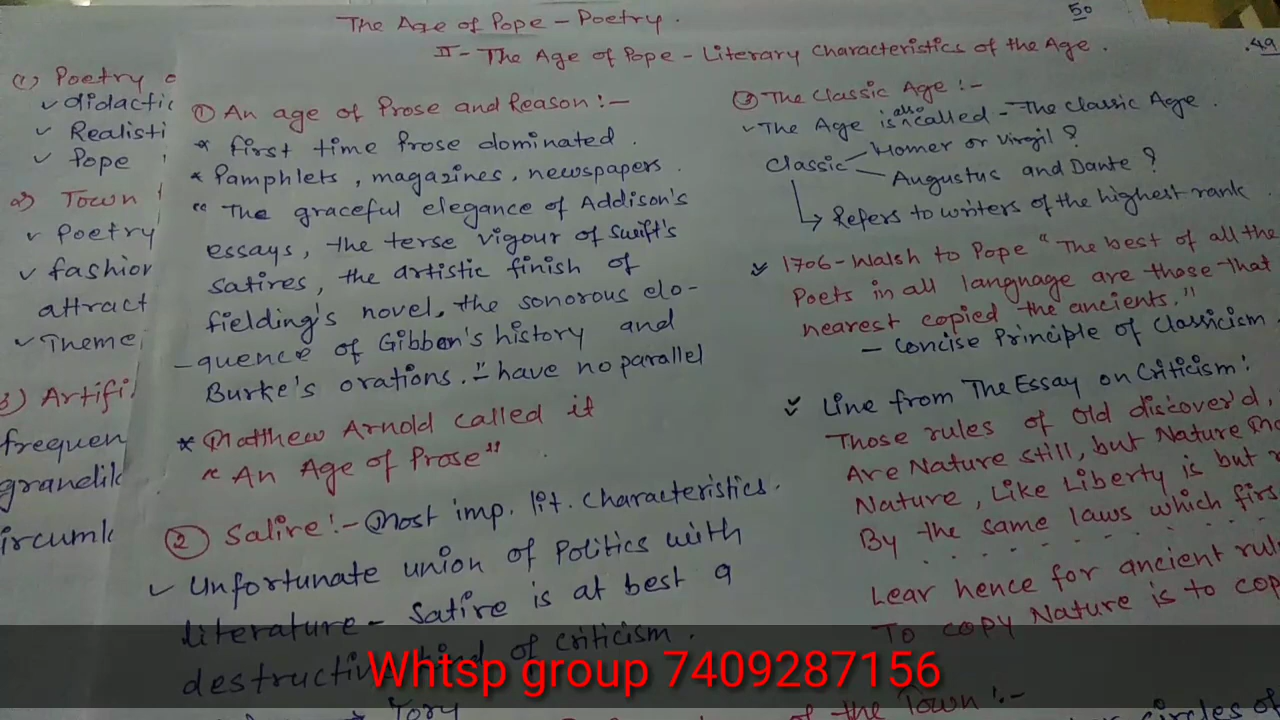 The Age of Pope - Poetry.
50
II - The Age of Pope - Literary Characteristics of the Age.
49
(1) Poetry
✓ didactic
✓ Realisti
✓ Pope
2) Town
✓ Poetry
✓ fashion
attract
✓ Theme
3) Artifi
frequen
grandil
ircuml
① An age of Prose and Reason :-
* first time Prose dominated.
* Pamphlets, magazines, newspapers.
"The graceful elegance of Addison's
essays, the terse vigour of Swift's
satires, the artistic finish of
fielding's novel, the sonorous elo-
-quence of Gibbon's history and
Burke's orations." - have no parallel
* Matthew Arnold called it
"An Age of Prose"
② Satire :- Most imp. lit. characteristics.
✓ Unfortunate union of Politics with
literature - Satire is at best a
destructive kind of criticism.
Tory
③ The Classic Age :-
✓ The Age is also called - The Classic Age.
Classic - Homer or Virgil ?
- Augustus and Dante ?
↳ Refers to writers of the highest rank
1706 - Walsh to Pope "The best of all the
Poets in all language are those that
nearest copied the ancients."
- Concise Principle of Classicism.
Line from The Essay on Criticism :
Those rules of old discover'd,
Are Nature still, but Nature
Nature, Like Liberty is but
By the same laws which firs
. . . . . . . . . .
Lear hence for ancient rul
To copy Nature is to cop
of the Town :-
circles of
Whtsp group 7409287156